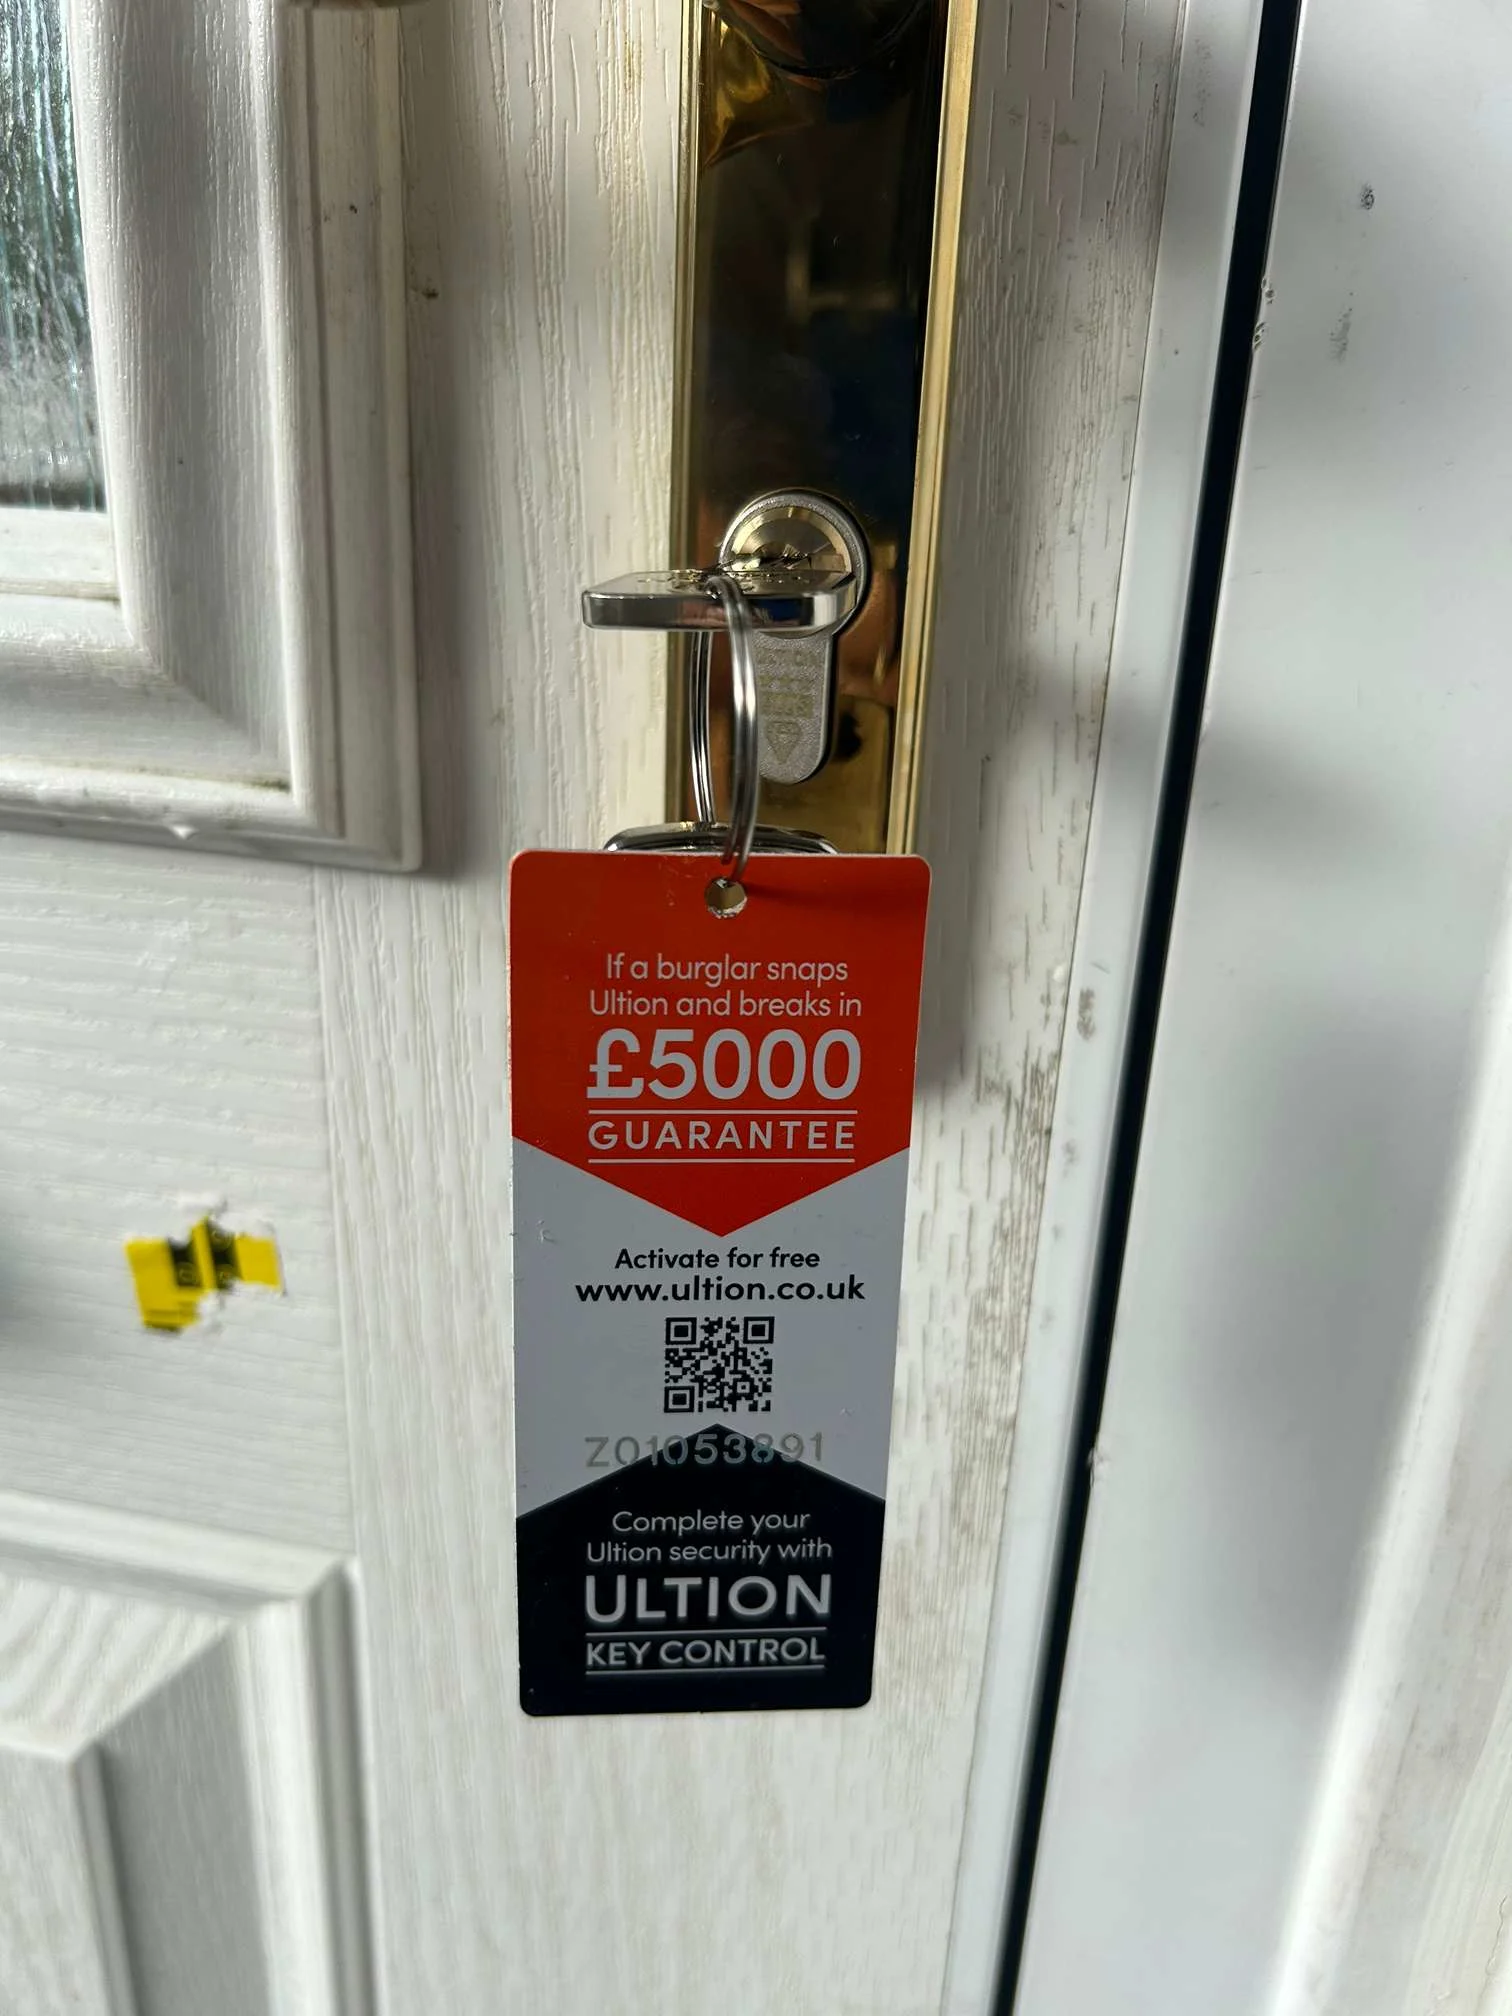 If a burglar snaps
Ultion and breaks in
£5000
GUARANTEE
Activate for free
www.ultion.co.uk
Z01053891
Complete your
Ultion security with
ULTION
KEY CONTROL